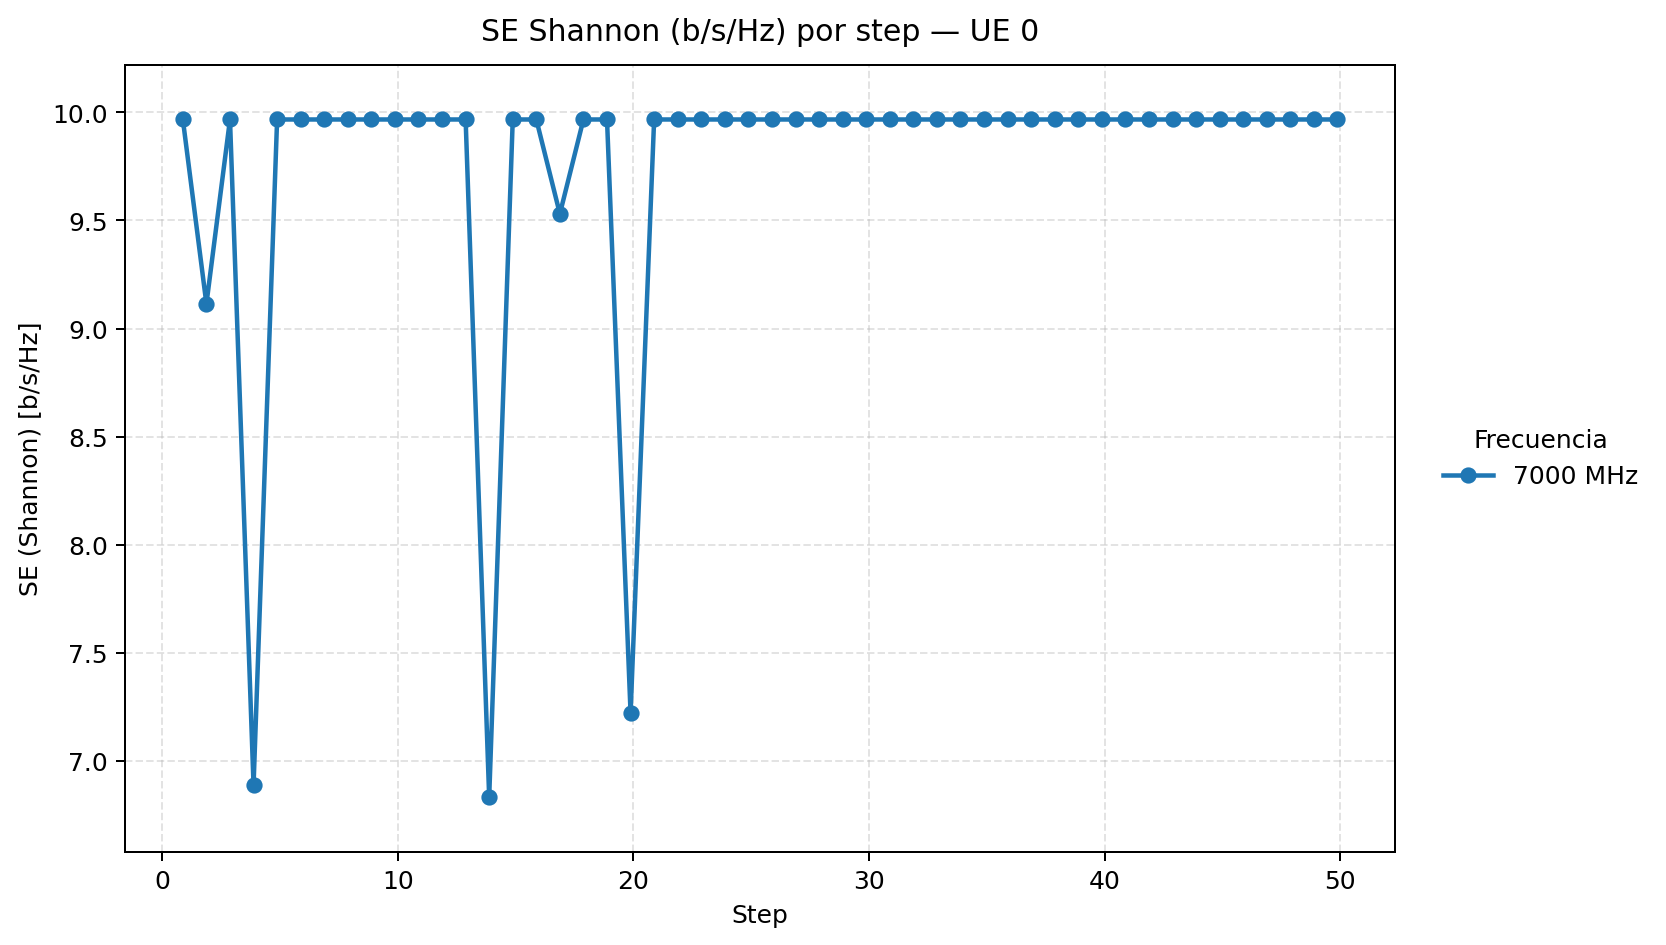 SE Shannon (b/s/Hz) por step — UE 0
SE (Shannon) [b/s/Hz]
10.0
9.5
9.0
8.5
8.0
7.5
7.0
0 10 20 30 40 50
Step
Frecuencia
7000 MHz